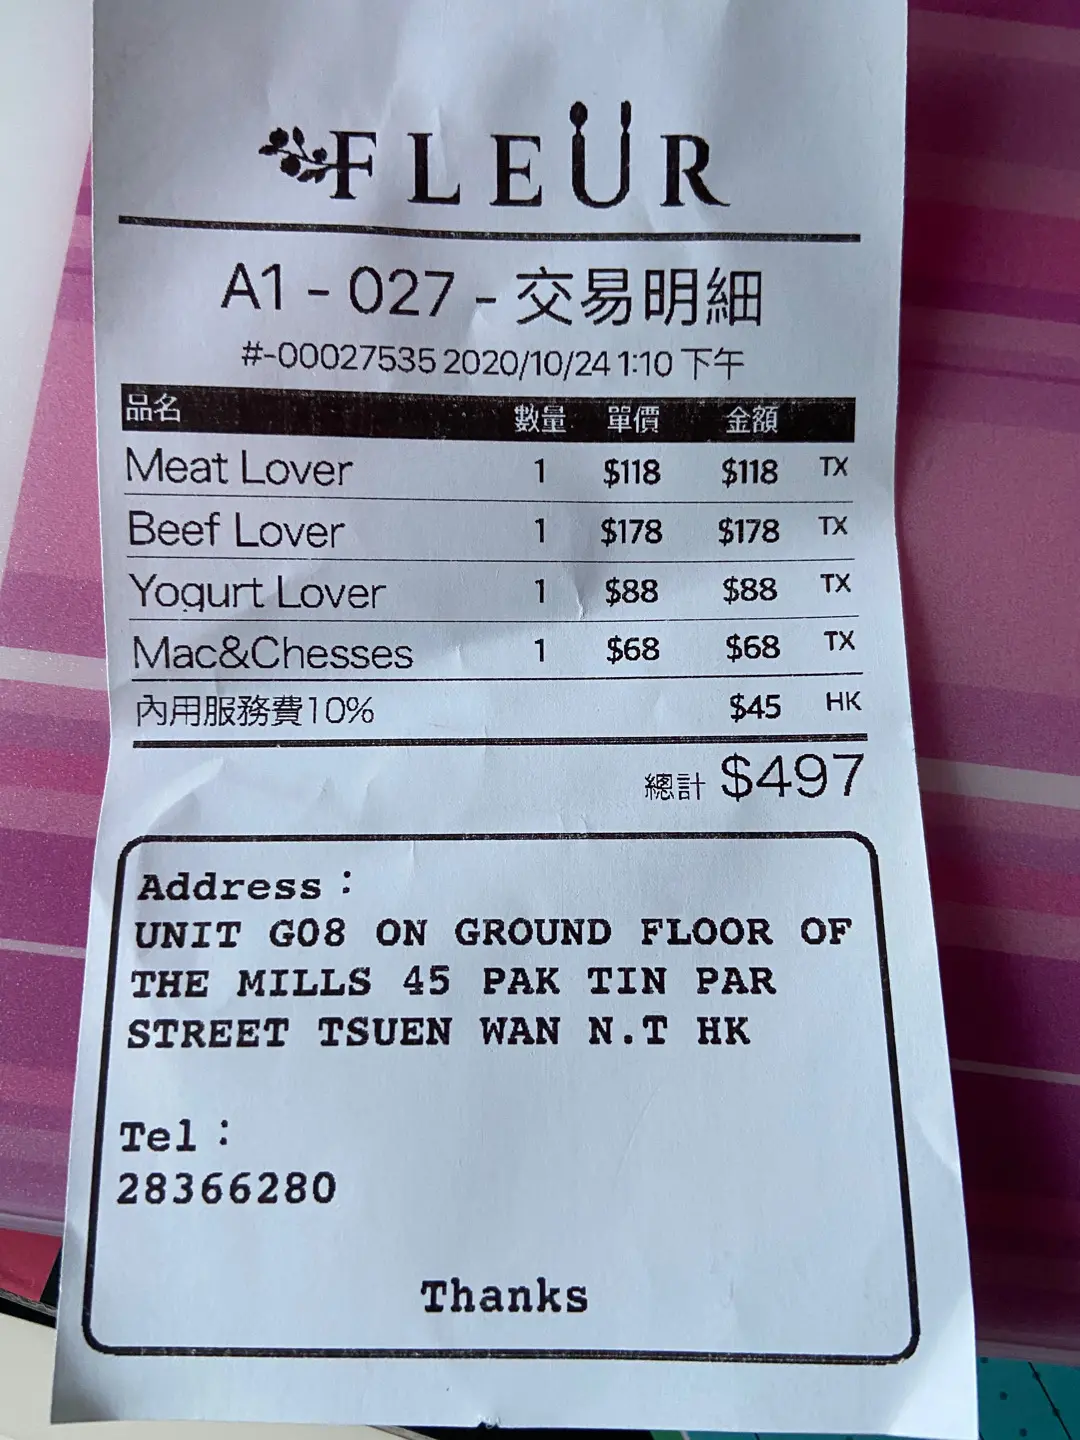 FLEUR
A1 - 027 - 交易明細
#-00027535 2020/10/24 1:10 下午
品名 數量 單價 金額
Meat Lover 1 $118 $118 TX
Beef Lover 1 $178 $178 TX
Yogurt Lover 1 $88 $88 TX
Mac&Chesses 1 $68 $68 TX
內用服務費10% $45 HK
總計 $497
Address：
UNIT G08 ON GROUND FLOOR OF
THE MILLS 45 PAK TIN PAR
STREET TSUEN WAN N.T HK
Tel：
28366280
Thanks